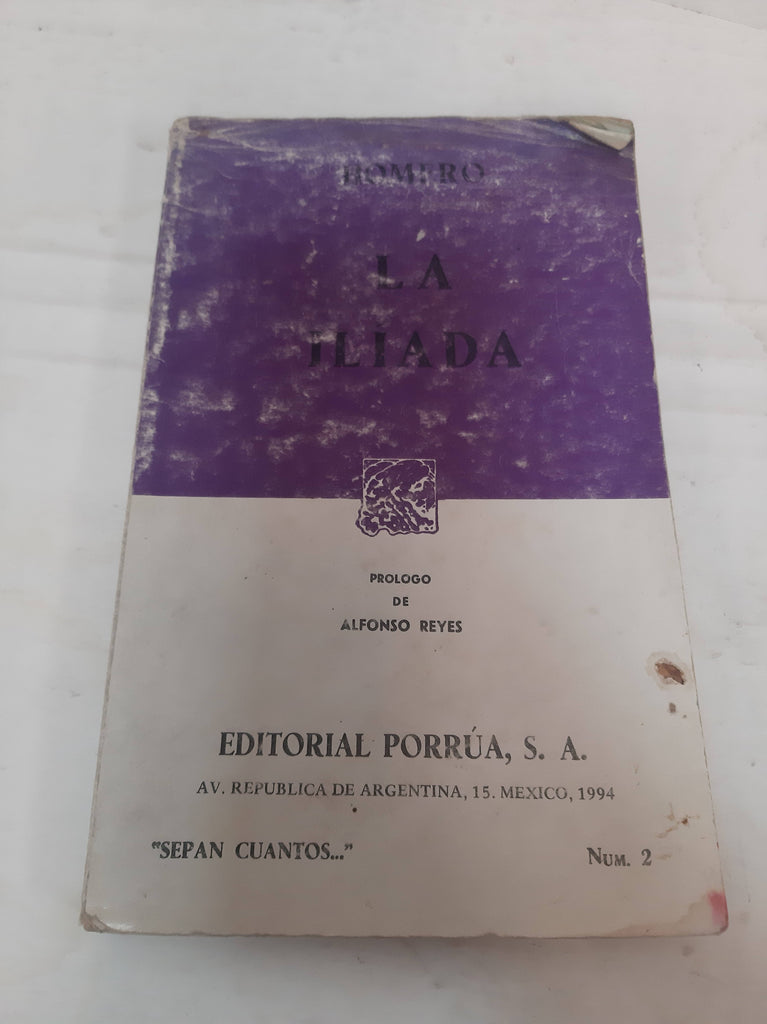 HOMERO
LA
ILIADA
PROLOGO
DE
ALFONSO REYES
EDITORIAL PORRÚA, S. A.
AV. REPUBLICA DE ARGENTINA, 15. MEXICO, 1994
"SEPAN CUANTOS..." NUM. 2